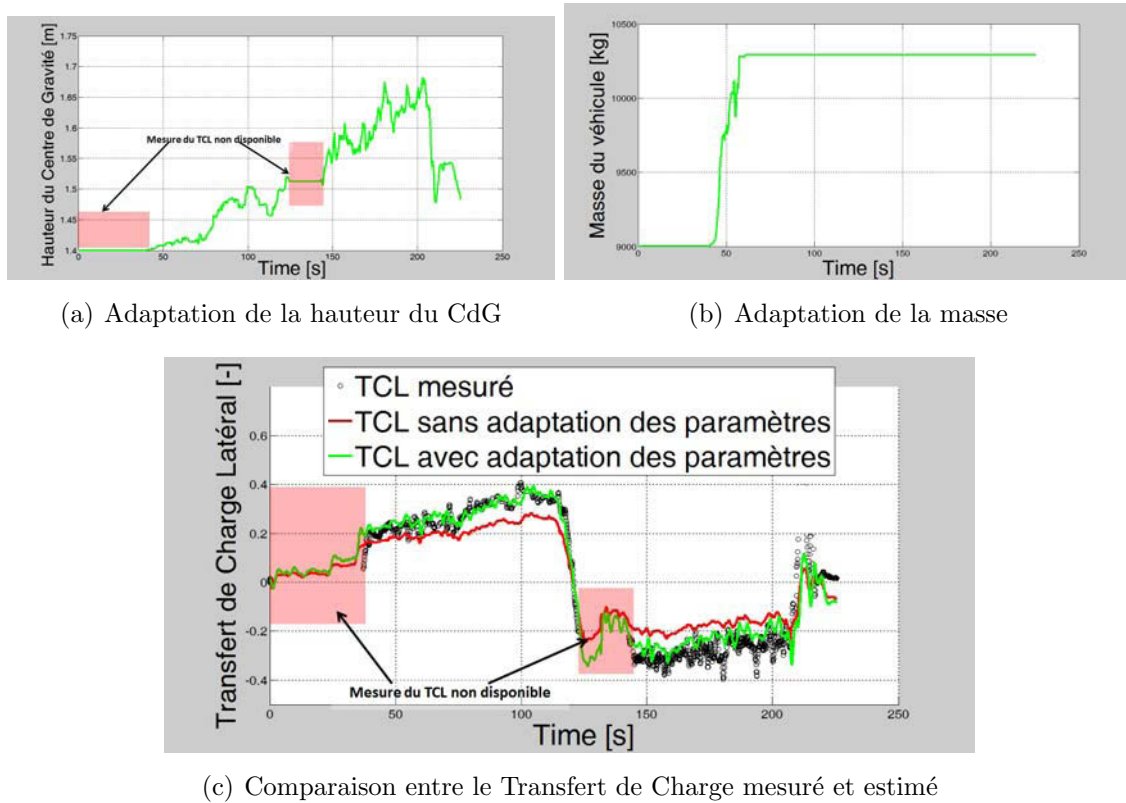 Hauteur du Centre de Gravité [m]
1.75
1.7
1.65
1.6
1.55
1.5
1.45
1.4
0
50
100
150
200
250
Mesure du TCL non disponible
Time [s]
(a) Adaptation de la hauteur du CdG
Masse du véhicule [kg]
10500
10000
9500
9000
0
50
100
150
200
250
Time [s]
(b) Adaptation de la masse
Transfert de Charge Latéral [-]
TCL mesuré
TCL sans adaptation des paramètres
TCL avec adaptation des paramètres
0.6
0.4
0.2
0
-0.2
-0.4
Mesure du TCL non disponible
0
50
100
150
200
250
Time [s]
(c) Comparaison entre le Transfert de Charge mesuré et estimé